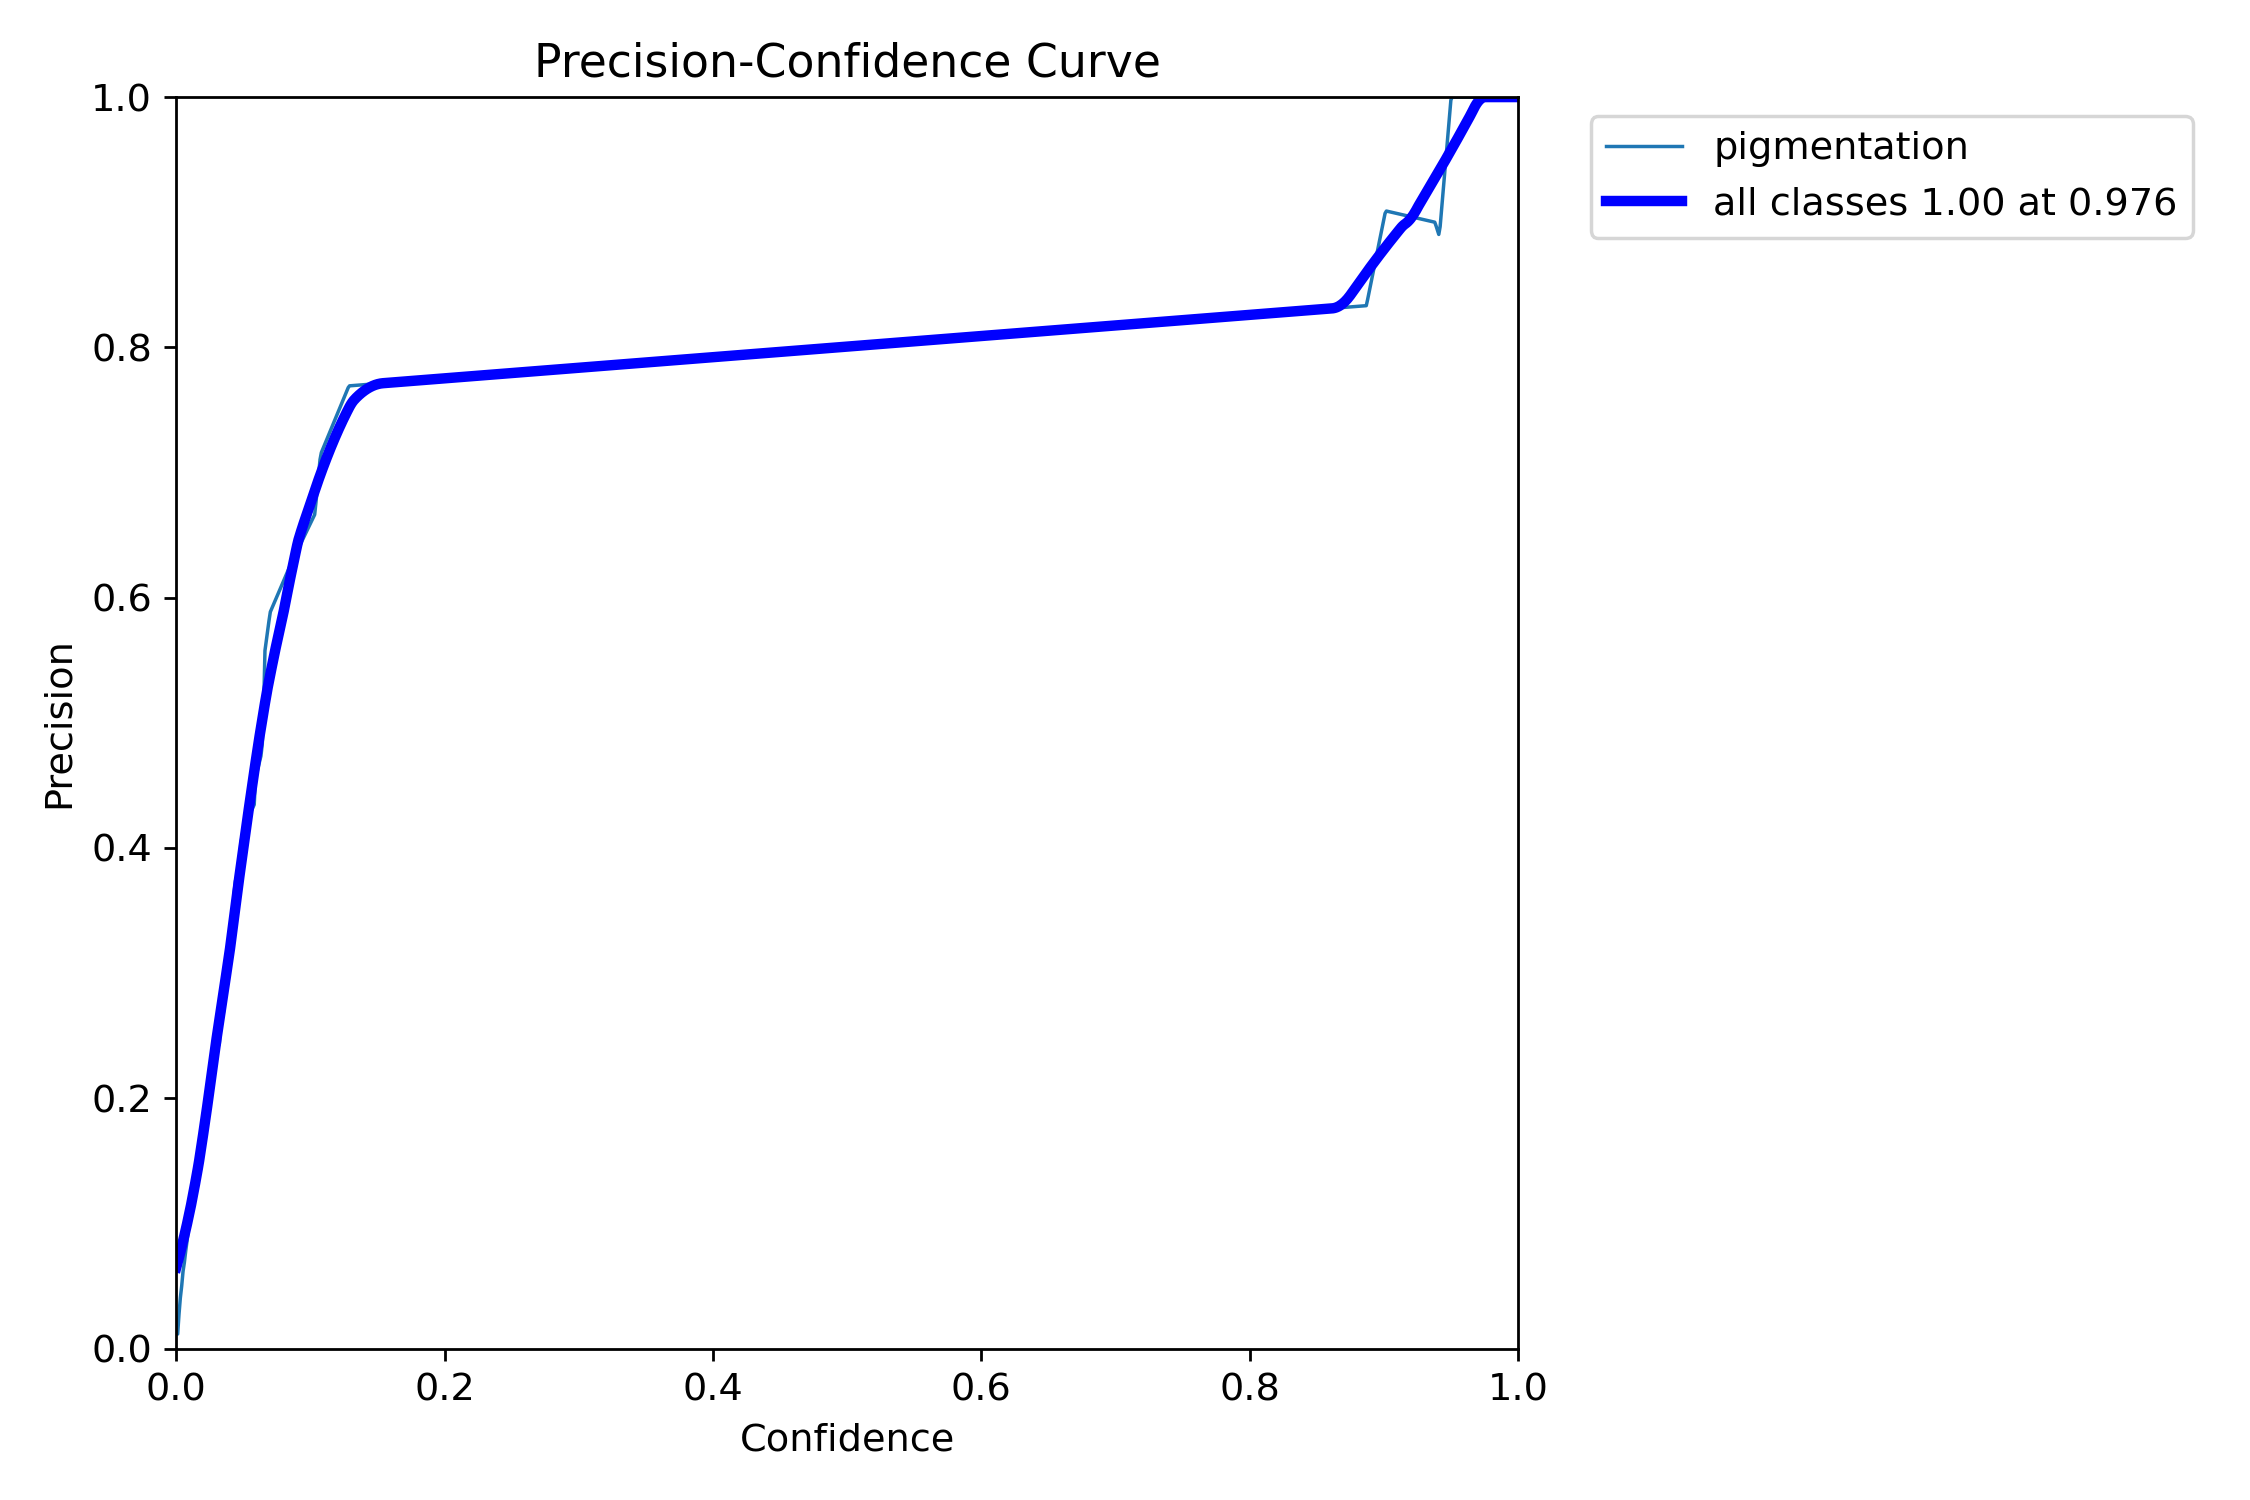 Precision-Confidence Curve
1.0
0.8
0.6
0.4
0.2
0.0
Precision
0.0 0.2 0.4 0.6 0.8 1.0
Confidence
pigmentation
all classes 1.00 at 0.976